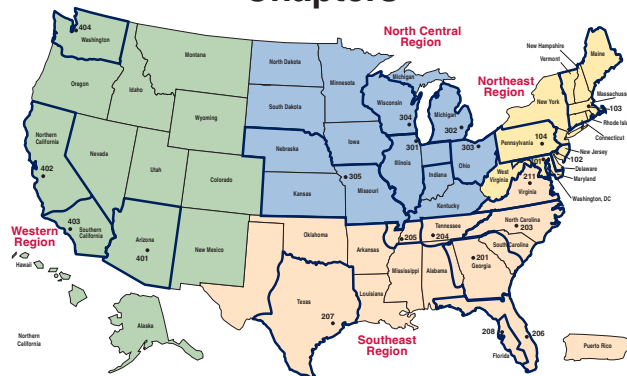 Chapters
North Central
Region
404
Washington
Montana
North Dakota
Minnesota
Michigan
New Hampshire
Vermont
Maine
Northeast
Region
Massachuse
103
Rhode Isl
Connecticut
Oregon
Idaho
South Dakota
Wisconsin
304
Michigan
302
New York
Wyoming
Northern
California
402
Nevada
Utah
Colorado
Nebraska
Iowa
301
Illinois
Indiana
303
Ohio
Pennsylvania
104
New Jersey
102
Delaware
Maryland
Washington, DC
West
Virginia
211
Virginia
Kansas
305
Missouri
Kentucky
Western
Region
403
Southern
California
Arizona
401
New Mexico
Oklahoma
Arkansas
205
Tennessee
204
North Carolina
203
South Carolina
201
Georgia
Mississippi
Alabama
Hawaii
Alaska
Texas
207
Louisiana
Southeast
Region
208
206
Florida
Puerto Rico
Northern
California